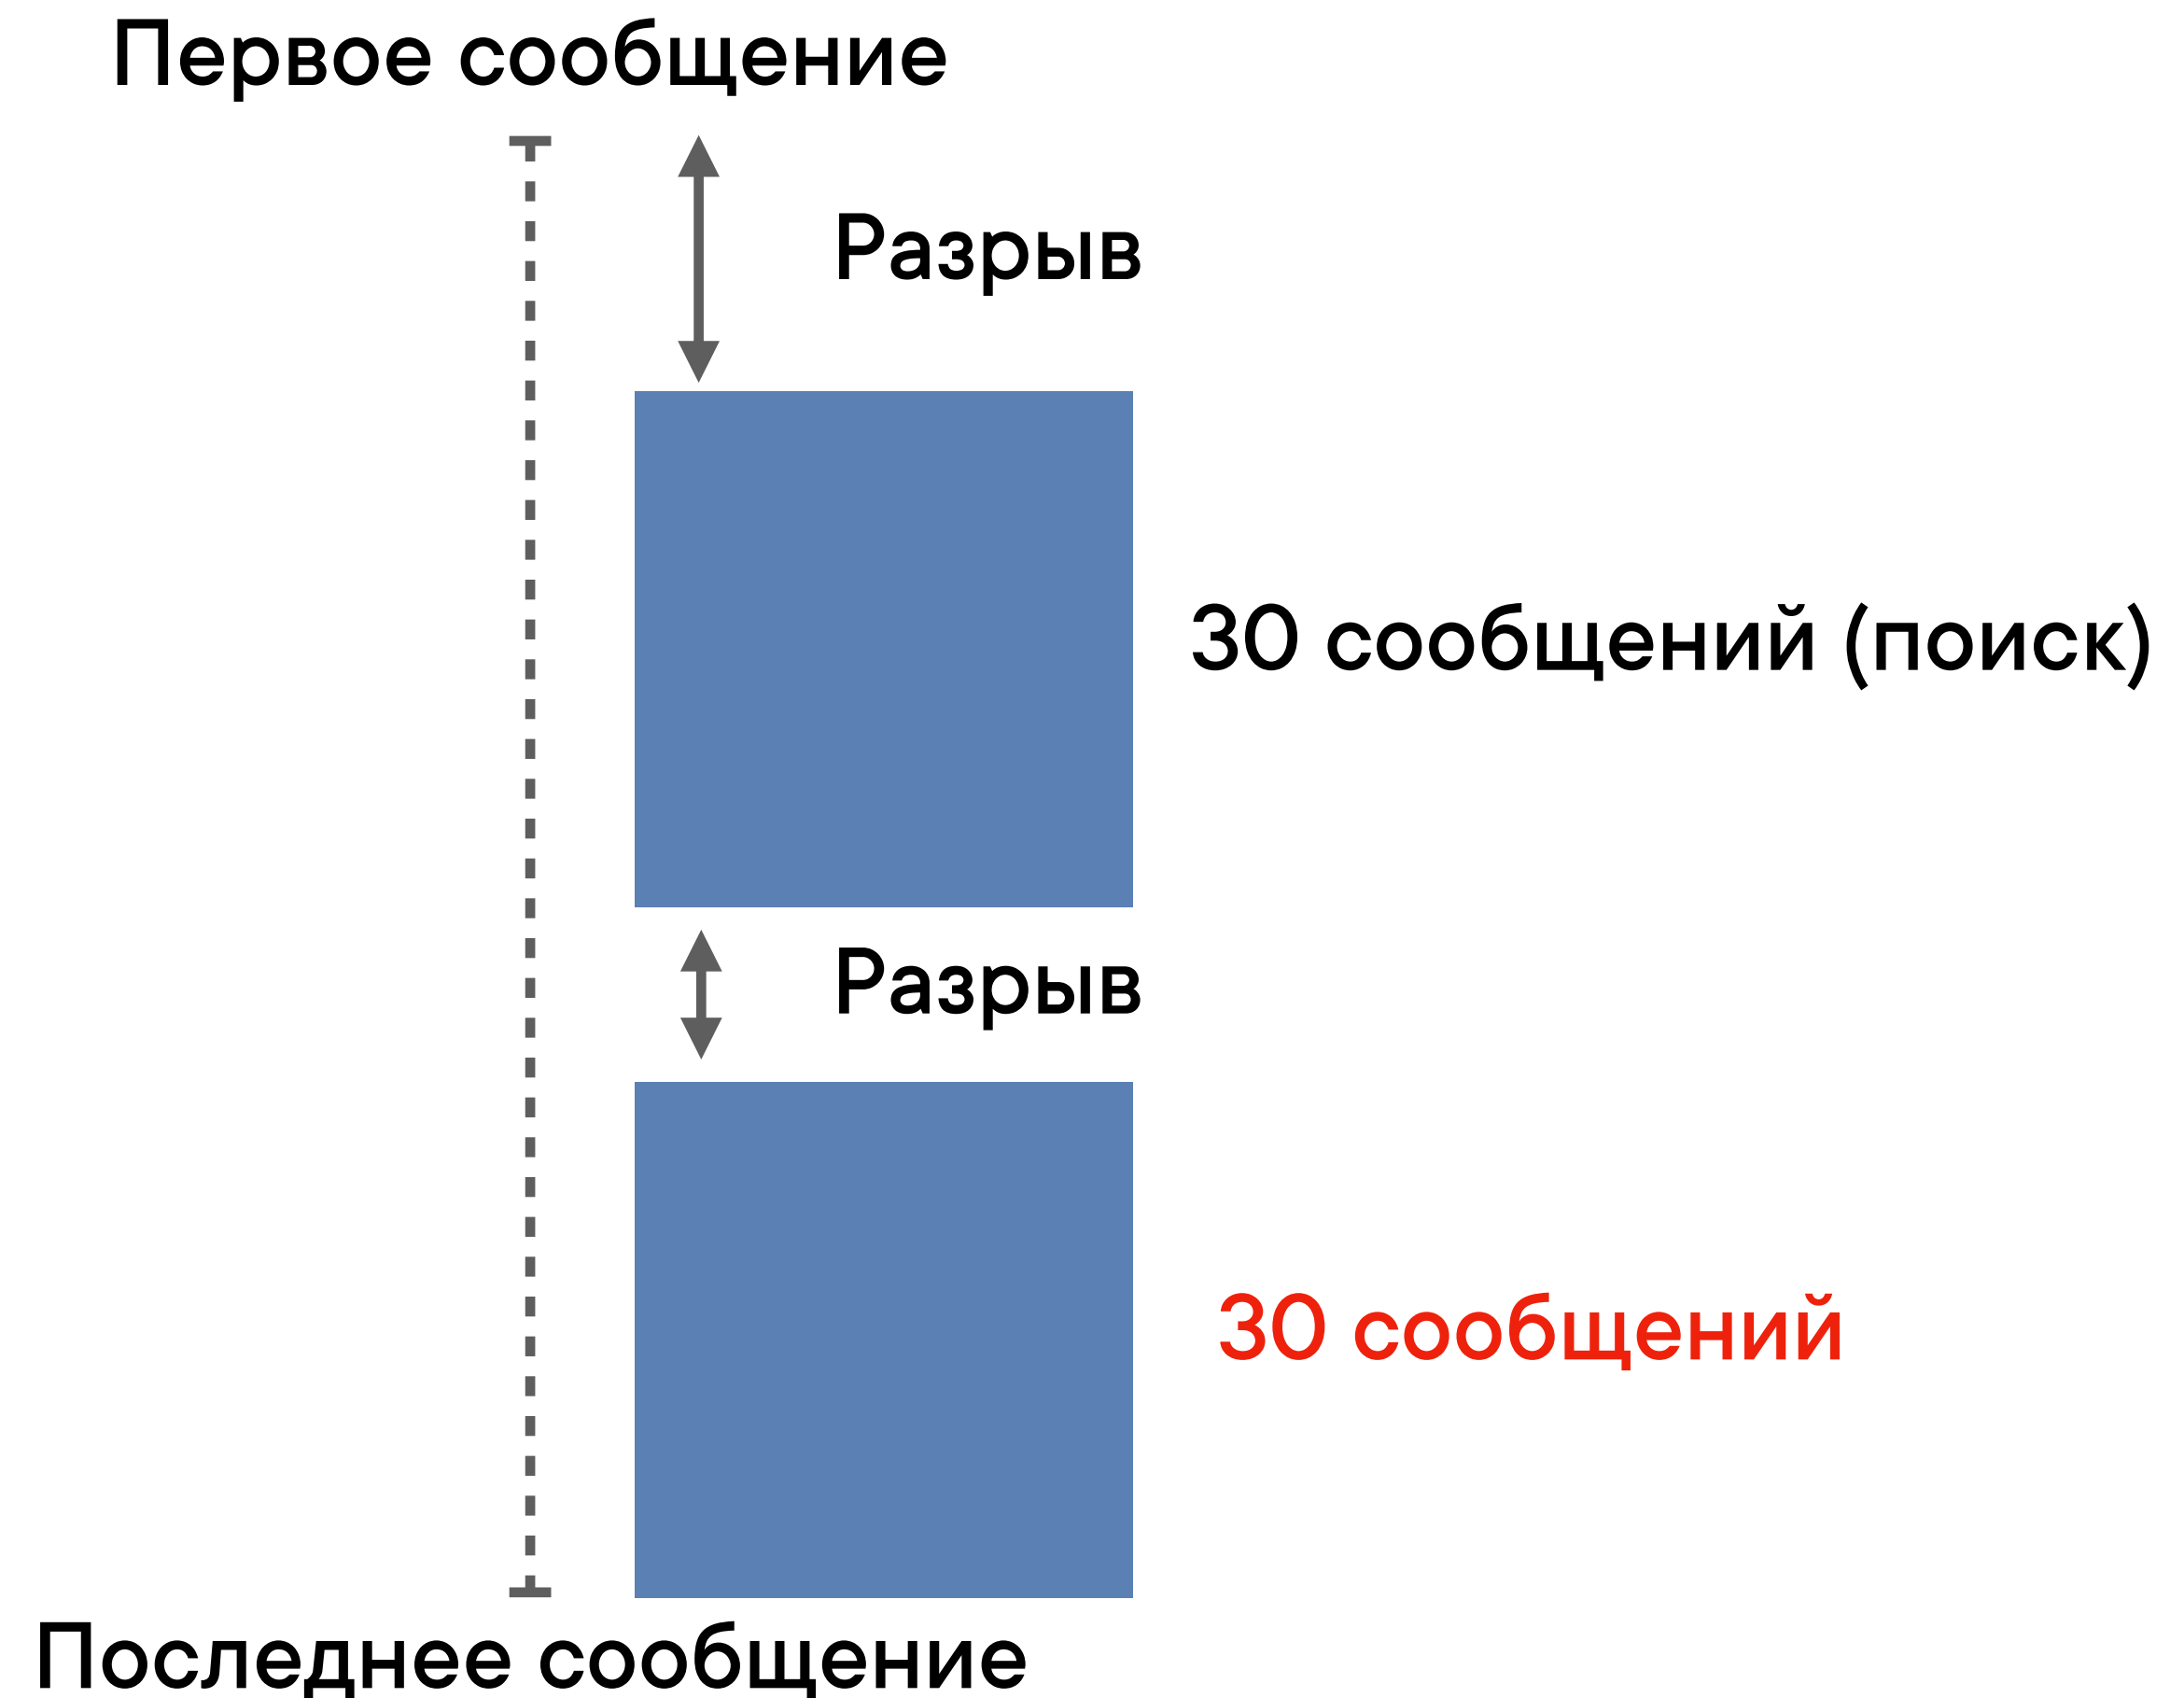 Первое сообщение
Разрыв
30 сообщений (поиск)
Разрыв
30 сообщений
Последнее сообщение